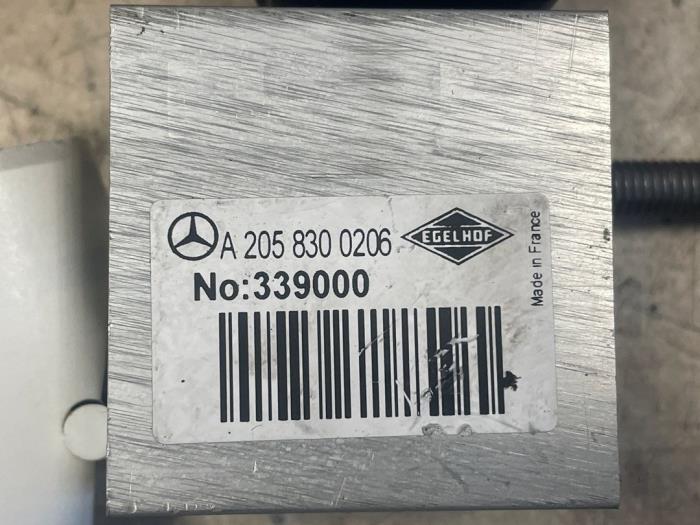 A 205 830 0206
EGELHOF
No:339000
Made in France